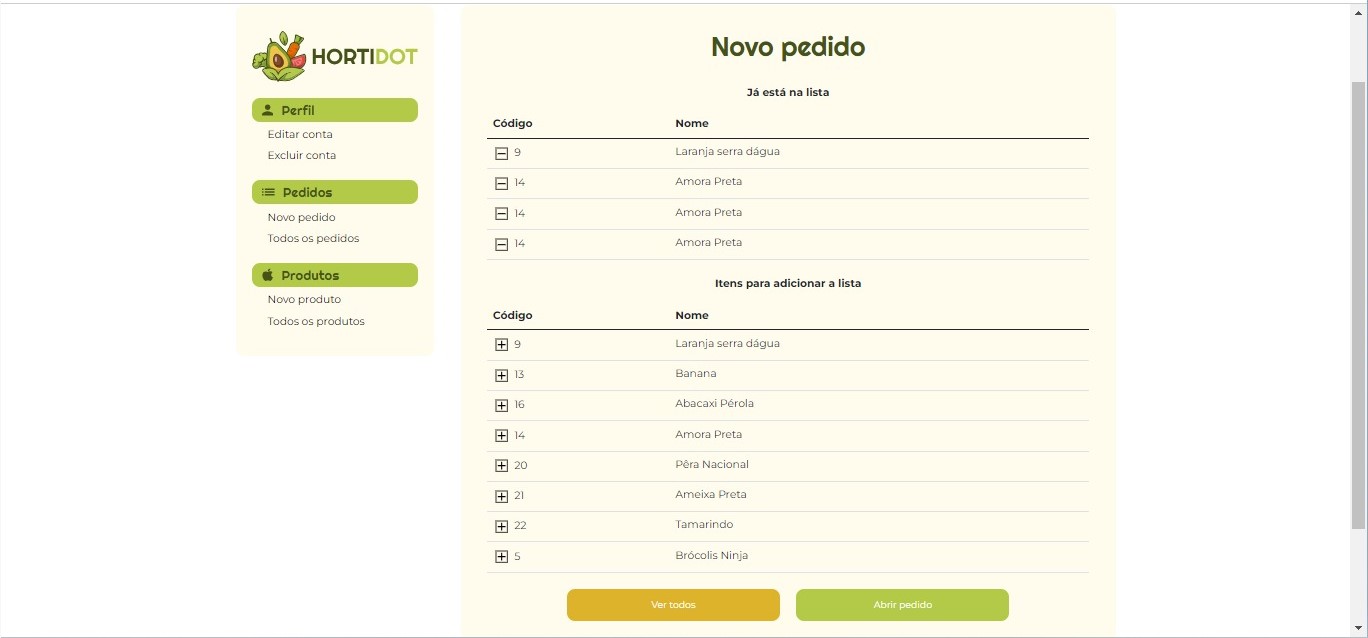 HORTIDOT
Perfil
Editar conta
Excluir conta
Pedidos
Novo pedido
Todos os pedidos
Produtos
Novo produto
Todos os produtos
Novo pedido
Já está na lista
Código Nome
9 Laranja serra dágua
14 Amora Preta
14 Amora Preta
14 Amora Preta
Itens para adicionar a lista
Código Nome
9 Laranja serra dágua
13 Banana
16 Abacaxi Pérola
14 Amora Preta
20 Pêra Nacional
21 Ameixa Preta
22 Tamarindo
5 Brócolis Ninja
Ver todos Abrir pedido